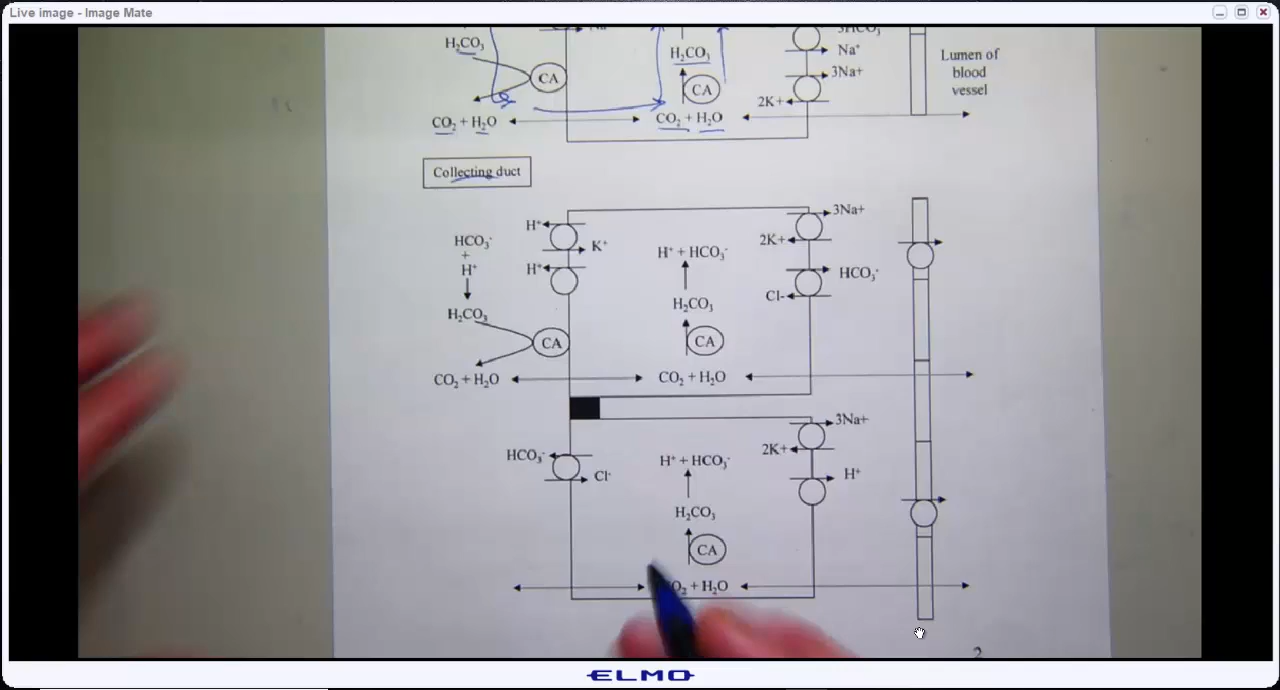 Live image - Image Mate
H₂CO₃
CA
CO₂ + H₂O
H₂CO₃
CA
CO₂ + H₂O
3HCO₃⁻
Na⁺
3Na+
2K+
Lumen of
blood
vessel
Collecting duct
HCO₃⁻
+
H⁺
H₂CO₃
CA
CO₂ + H₂O
H⁺
K⁺
H⁺
H⁺ + HCO₃⁻
H₂CO₃
CA
CO₂ + H₂O
3Na+
2K+
HCO₃⁻
Cl-
HCO₃⁻
Cl⁻
H⁺ + HCO₃⁻
H₂CO₃
CA
+ H₂O
3Na+
2K+
H⁺
ELMO